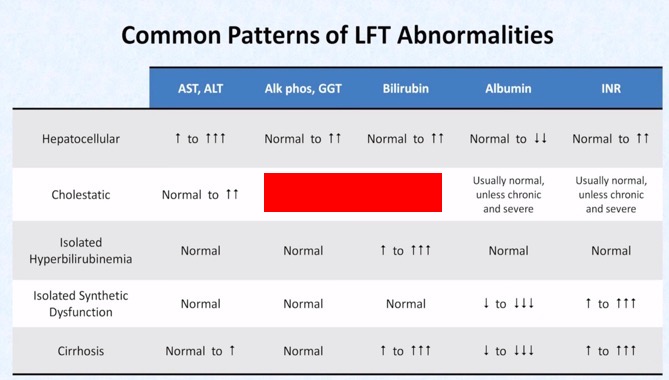 Common Patterns of LFT Abnormalities
AST, ALT Alk phos, GGT Bilirubin Albumin INR
Hepatocellular ↑ to ↑↑↑ Normal to ↑↑ Normal to ↑↑ Normal to ↓↓ Normal to ↑↑
Cholestatic Normal to ↑↑ Usually normal, unless chronic and severe Usually normal, unless chronic and severe
Isolated Hyperbilirubinemia Normal Normal ↑ to ↑↑↑ Normal Normal
Isolated Synthetic Dysfunction Normal Normal Normal ↓ to ↓↓↓ ↑ to ↑↑↑
Cirrhosis Normal to ↑ Normal ↑ to ↑↑↑ ↓ to ↓↓↓ ↑ to ↑↑↑